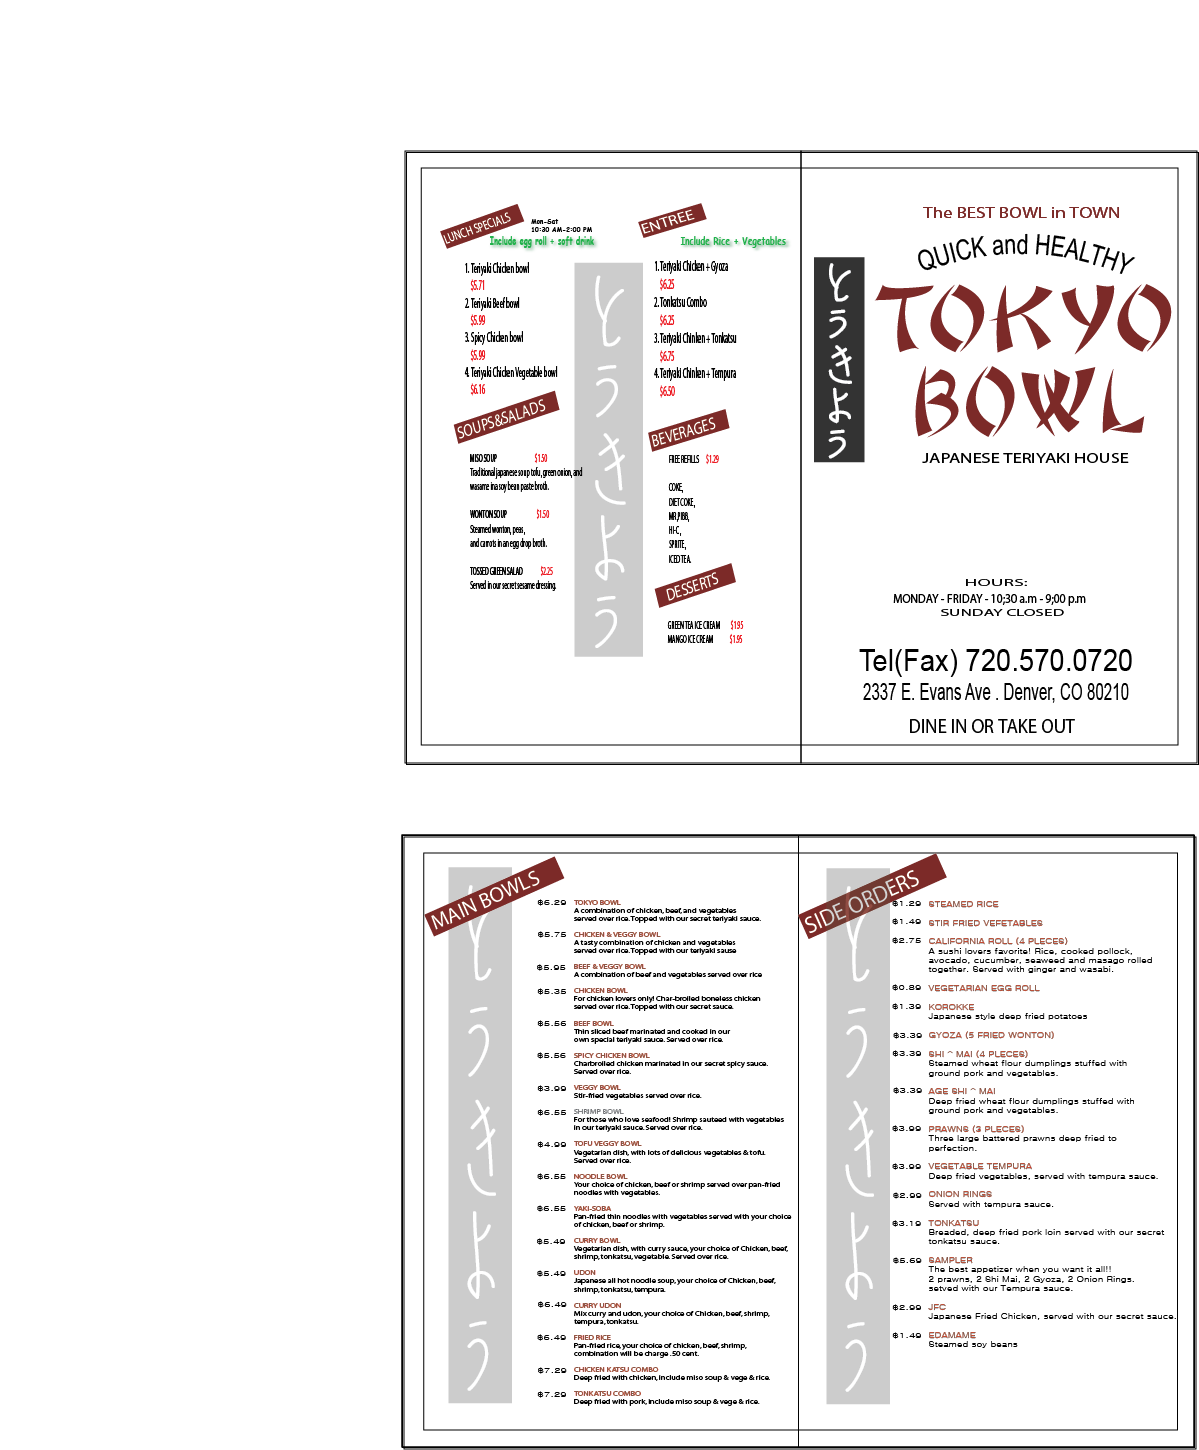 LUNCH SPECIALS
Mon-Sat
10:30 AM-2:00 PM
Include egg roll + soft drink
1. Teriyaki Chicken bowl
$5.71
2. Teriyaki Beef bowl
$5.99
3. Spicy Chicken bowl
$5.99
4. Teriyaki Chicken Vegetable bowl
$6.16
SOUPS&SALADS
MISO SOUP $1.50
Traditional japanese soup tofu, green onion, and
wasame in a soy bean paste broth.
WONTON SOUP $1.50
Steamed wonton, peas,
and carrots in an egg drop broth.
TOSSED GREEN SALAD $2.25
Served in our secret sesame dressing.
とうきよう
ENTREE
Include Rice + Vegetables
1. Teriyaki Chicken + Gyoza
$6.25
2. Tonkatsu Combo
$6.25
3. Teriyaki Chinken + Tonkatsu
$6.75
4. Teriyaki Chinken + Tempura
$6.50
BEVERAGES
FREE REFILLS $1.29
COKE,
DIET COKE,
MR,PIBB,
HI-C,
SPRITE,
ICED TEA.
DESSERTS
GREEN TEA ICE CREAM $1.95
MANGO ICE CREAM $1.95
The BEST BOWL in TOWN
QUICK and HEALTHY
とうきよう
TOKYO
BOWL
JAPANESE TERIYAKI HOUSE
HOURS:
MONDAY - FRIDAY - 10;30 a.m - 9;00 p.m
SUNDAY CLOSED
Tel(Fax) 720.570.0720
2337 E. Evans Ave . Denver, CO 80210
DINE IN OR TAKE OUT
MAIN BOWLS
とうきよう
$6.29 TOKYO BOWL
A combination of chicken, beef, and vegetables
served over rice. Topped with our secret teriyaki sauce.
$5.75 CHICKEN & VEGGY BOWL
A tasty combination of chicken and vegetables
served over rice. Topped with our teriyaki sause
$5.95 BEEF & VEGGY BOWL
A combination of beef and vegetables served over rice
$5.35 CHICKEN BOWL
For chicken lovers only! Char-broiled boneless chicken
served over rice. Topped with our secret sauce.
$5.56 BEEF BOWL
Thin sliced beef marinated and cooked in our
own special teriyaki sauce. Served over rice.
$5.56 SPICY CHICKEN BOWL
Charbroiled chicken marinated in our secret spicy sauce.
Served over rice.
$3.99 VEGGY BOWL
Stir-fried vegetables served over rice.
$6.55 SHRIMP BOWL
For those who love seafood! Shrimp sauteed with vegetables
in our teriyaki sauce. Served over rice.
$4.99 TOFU VEGGY BOWL
Vegetarian dish, with lots of delicious vegetables & tofu.
Served over rice.
$6.55 NOODLE BOWL
Your choice of chicken, beef or shrimp served over pan-fried
noodles with vegetables.
$6.55 YAKI-SOBA
Pan-fried thin noodles with vegetables served with your choice
of chicken, beef or shrimp.
$5.49 CURRY BOWL
Vegetarian dish, with curry sauce, your choice of Chicken, beef,
shrimp, tonkatsu, vegetable. Served over rice.
$5.49 UDON
Japanese all hot noodle soup, your choice of Chicken, beef,
shrimp, tonkatsu, tempura.
$6.49 CURRY UDON
Mix curry and udon, your choice of Chicken, beef, shrimp,
tempura, tonkatsu.
$6.49 FRIED RICE
Pan-fried rice, your choice of chicken, beef, shrimp,
combination will be charge .50 cent.
$7.29 CHICKEN KATSU COMBO
Deep fried with chicken, include miso soup & vege & rice.
$7.29 TONKATSU COMBO
Deep fried with pork, include miso soup & vege & rice.
SIDE ORDERS
とうきよう
$1.29 STEAMED RICE
$1.49 STIR FRIED VEFETABLES
$2.75 CALIFORNIA ROLL (4 PLECES)
A sushi lovers favorite! Rice, cooked pollock,
avocado, cucumber, seaweed and masago rolled
together. Served with ginger and wasabi.
$0.89 VEGETARIAN EGG ROLL
$1.39 KOROKKE
Japanese style deep fried potatoes
$3.39 GYOZA (5 FRIED WONTON)
$3.39 SHI ^ MAI (4 PLECES)
Steamed wheat flour dumplings stuffed with
ground pork and vegetables.
$3.39 AGE SHI ^ MAI
Deep fried wheat flour dumplings stuffed with
ground pork and vegetables.
$3.99 PRAWNS (3 PLECES)
Three large battered prawns deep fried to
perfection.
$3.99 VEGETABLE TEMPURA
Deep fried vegetables, served with tempura sauce.
$2.99 ONION RINGS
Served with tempura sauce.
$3.19 TONKATSU
Breaded, deep fried pork loin served with our secret
tonkatsu sauce.
$5.69 SAMPLER
The best appetizer when you want it all!!
2 prawns, 2 Shi Mai, 2 Gyoza, 2 Onion Rings.
setved with our Tempura sauce.
$2.99 JFC
Japanese Fried Chicken, served with our secret sauce.
$1.49 EDAMAME
Steamed soy beans